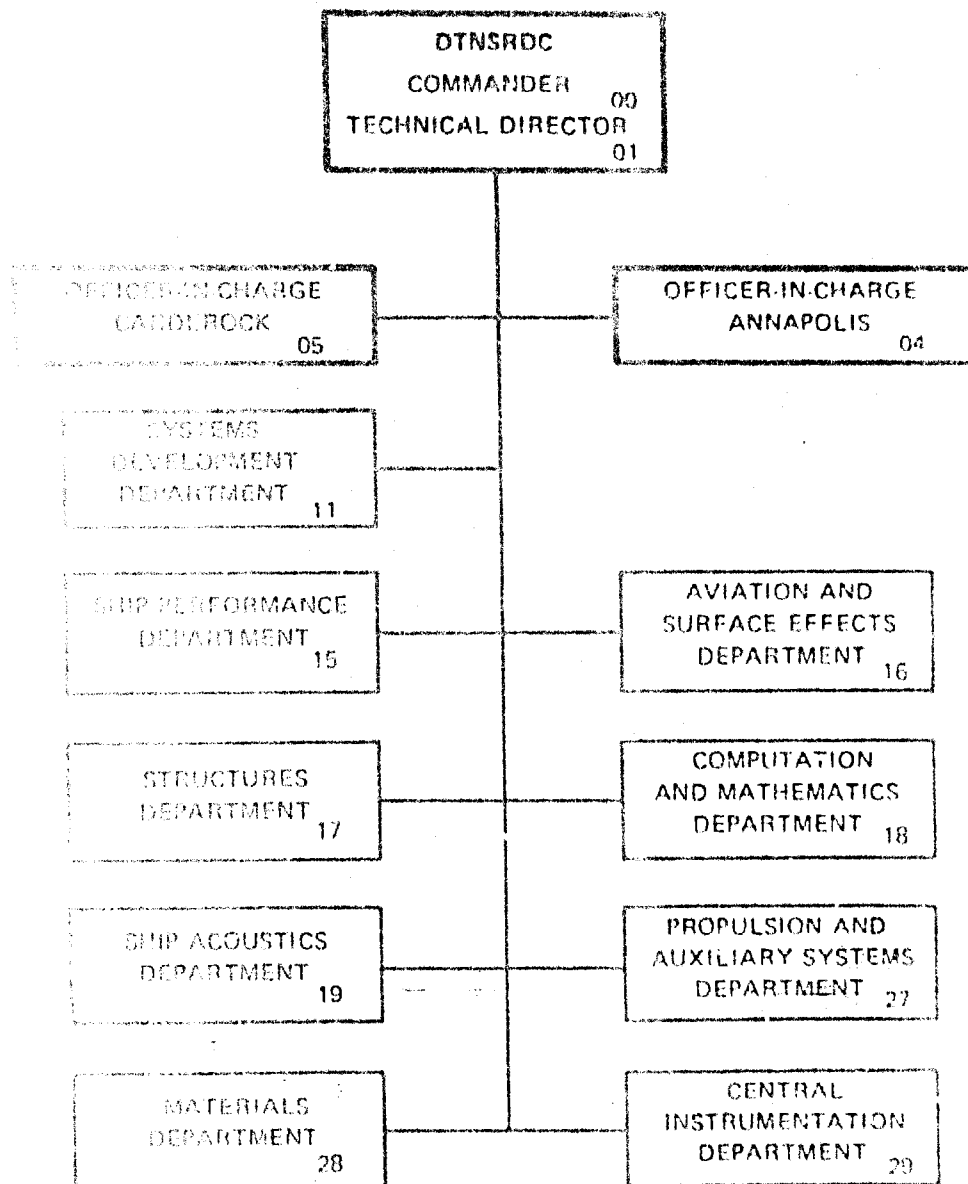 DTNSRDC
COMMANDER
00
TECHNICAL DIRECTOR
01
OFFICER-IN-CHARGE
CARDEROCK
05
OFFICER-IN-CHARGE
ANNAPOLIS
04
SYSTEMS
DEVELOPMENT
DEPARTMENT
11
SHIP PERFORMANCE
DEPARTMENT
15
AVIATION AND
SURFACE EFFECTS
DEPARTMENT
16
STRUCTURES
DEPARTMENT
17
COMPUTATION
AND MATHEMATICS
DEPARTMENT
18
SHIP ACOUSTICS
DEPARTMENT
19
PROPULSION AND
AUXILIARY SYSTEMS
DEPARTMENT
27
MATERIALS
DEPARTMENT
28
CENTRAL
INSTRUMENTATION
DEPARTMENT
29